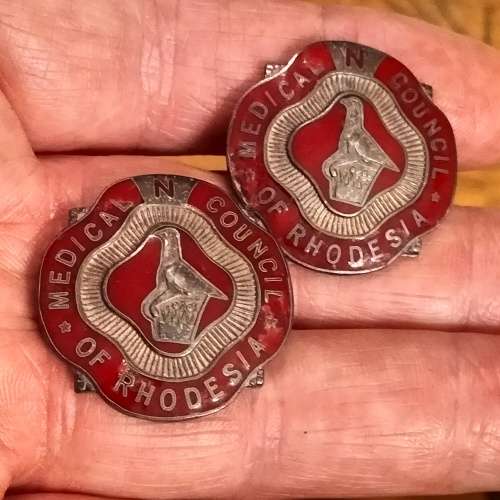 N
MEDICAL COUNCIL
OF RHODESIA
N
MEDICAL COUNCIL
OF RHODESIA